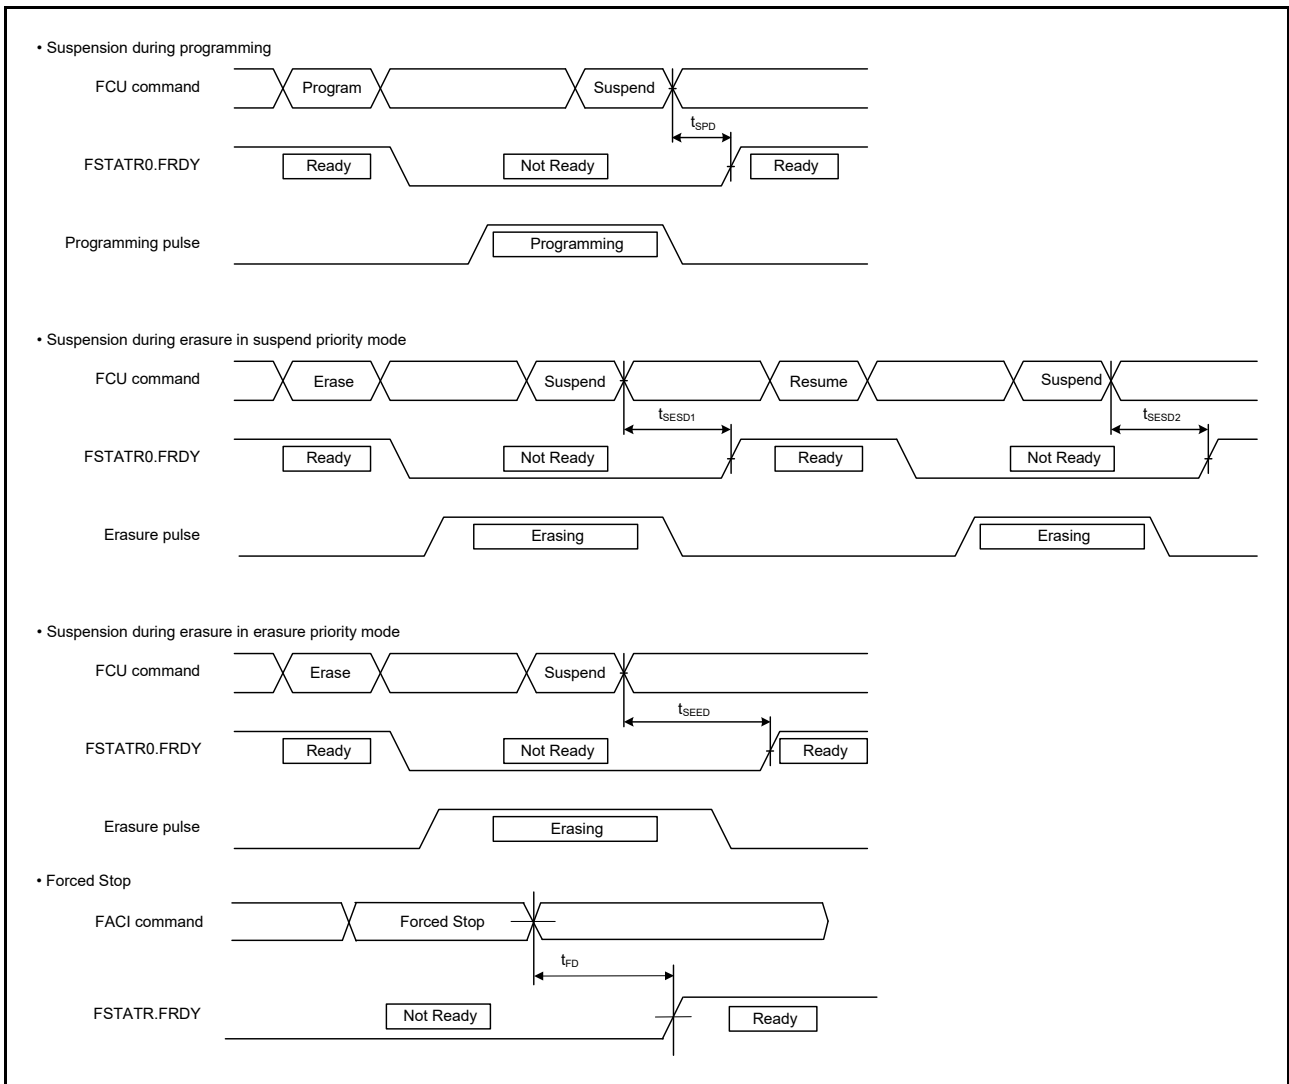 • Suspension during programming
FCU command Program Suspend
tSPD
FSTATR0.FRDY Ready Not Ready Ready
Programming pulse Programming
• Suspension during erasure in suspend priority mode
FCU command Erase Suspend Resume Suspend
tSESD1 tSESD2
FSTATR0.FRDY Ready Not Ready Ready Not Ready
Erasure pulse Erasing Erasing
• Suspension during erasure in erasure priority mode
FCU command Erase Suspend
tSEED
FSTATR0.FRDY Ready Not Ready Ready
Erasure pulse Erasing
• Forced Stop
FACI command Forced Stop
tFD
FSTATR.FRDY Not Ready Ready